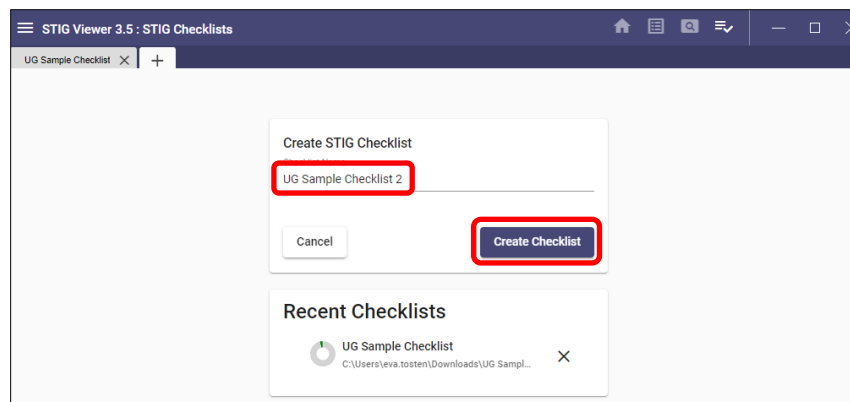 STIG Viewer 3.5 : STIG Checklists
UG Sample Checklist
Create STIG Checklist
UG Sample Checklist 2
Cancel
Create Checklist
Recent Checklists
UG Sample Checklist
C:\Users\eva.tosten\Downloads\UG Sampl...